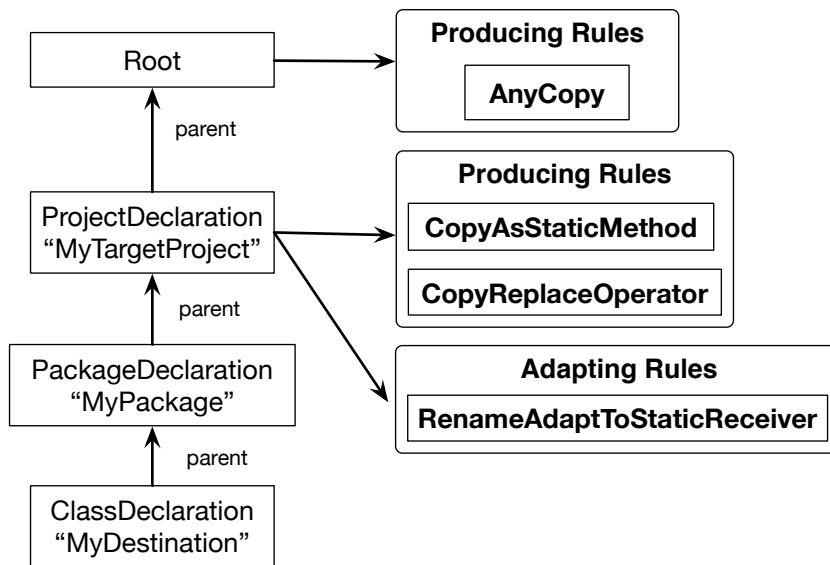 Root
Producing Rules
AnyCopy
parent
ProjectDeclaration
“MyTargetProject”
Producing Rules
CopyAsStaticMethod
CopyReplaceOperator
parent
PackageDeclaration
“MyPackage”
Adapting Rules
RenameAdaptToStaticReceiver
parent
ClassDeclaration
“MyDestination”